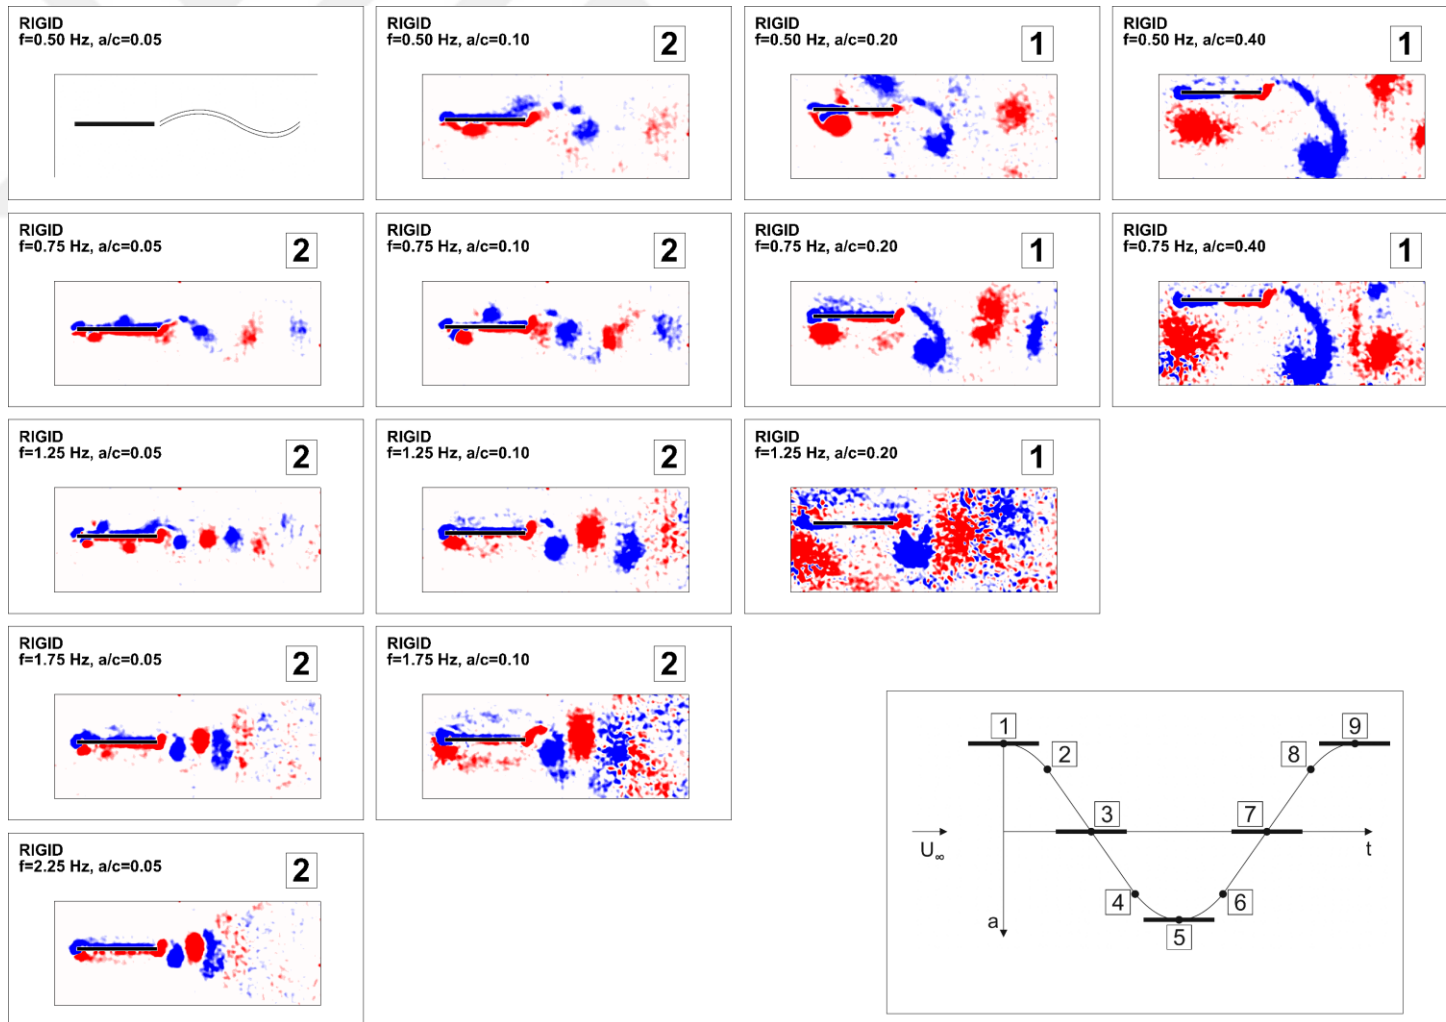 RIGID
f=0.50 Hz, a/c=0.05
RIGID
f=0.50 Hz, a/c=0.10
2
RIGID
f=0.50 Hz, a/c=0.20
1
RIGID
f=0.50 Hz, a/c=0.40
1
RIGID
f=0.75 Hz, a/c=0.05
2
RIGID
f=0.75 Hz, a/c=0.10
2
RIGID
f=0.75 Hz, a/c=0.20
1
RIGID
f=0.75 Hz, a/c=0.40
1
RIGID
f=1.25 Hz, a/c=0.05
2
RIGID
f=1.25 Hz, a/c=0.10
2
RIGID
f=1.25 Hz, a/c=0.20
1
RIGID
f=1.75 Hz, a/c=0.05
2
RIGID
f=1.75 Hz, a/c=0.10
2
RIGID
f=2.25 Hz, a/c=0.05
2
1
2
3
4
5
6
7
8
9
U∞
a
t